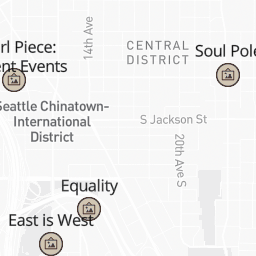 14th Ave
rl Piece:
nt Events
CENTRAL
DISTRICT
Soul Pole
Seattle Chinatown-
International
District
S Jackson St
20th Ave S
Equality
East is West